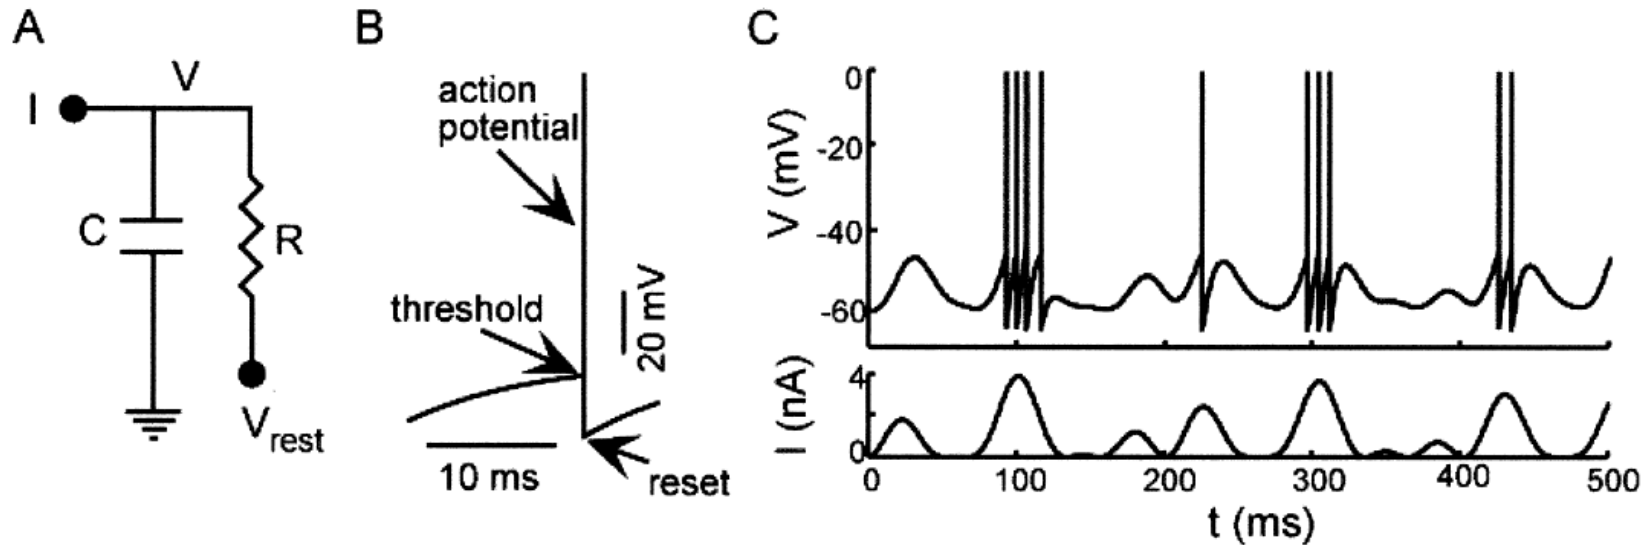 A
V
I
C
R
Vrest
B
action
potential
threshold
20 mV
10 ms
reset
C
V (mV)
0
-20
-40
-60
I (nA)
4
0
0 100 200 300 400 500
t (ms)